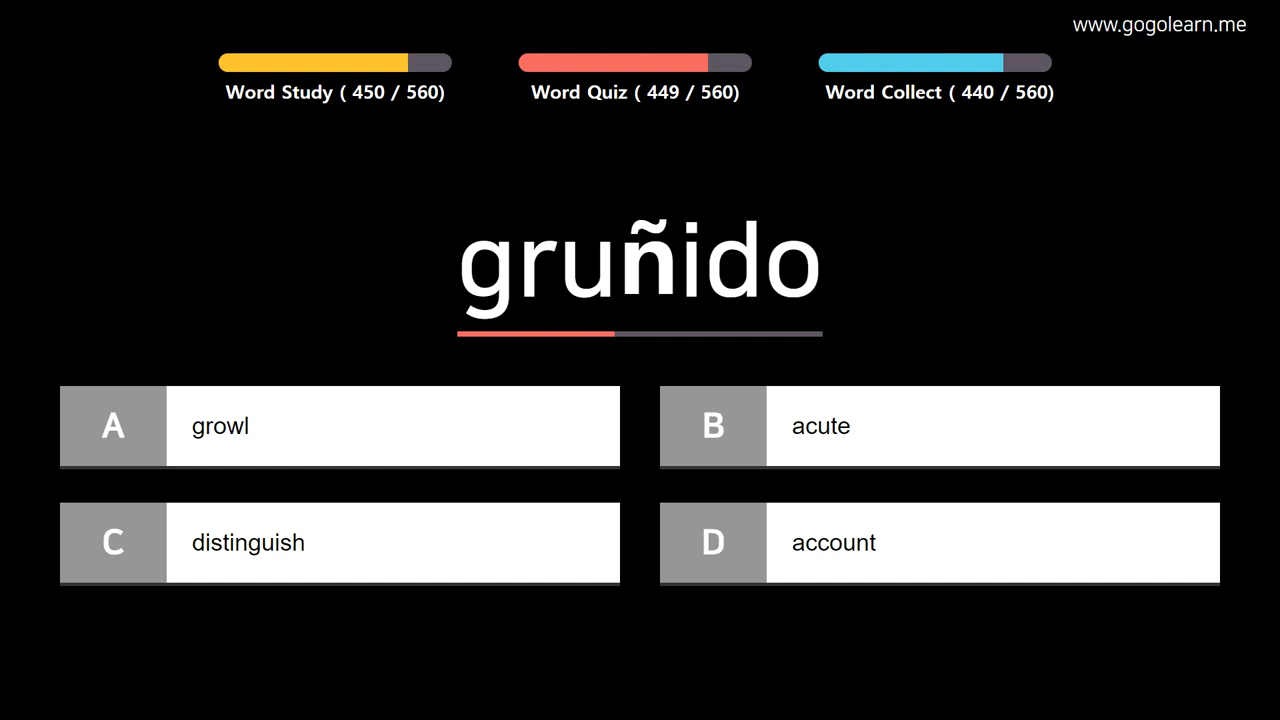 www.gogolearn.me
Word Study ( 450 / 560)
Word Quiz ( 449 / 560)
Word Collect ( 440 / 560)
gruñido
A growl
B acute
C distinguish
D account